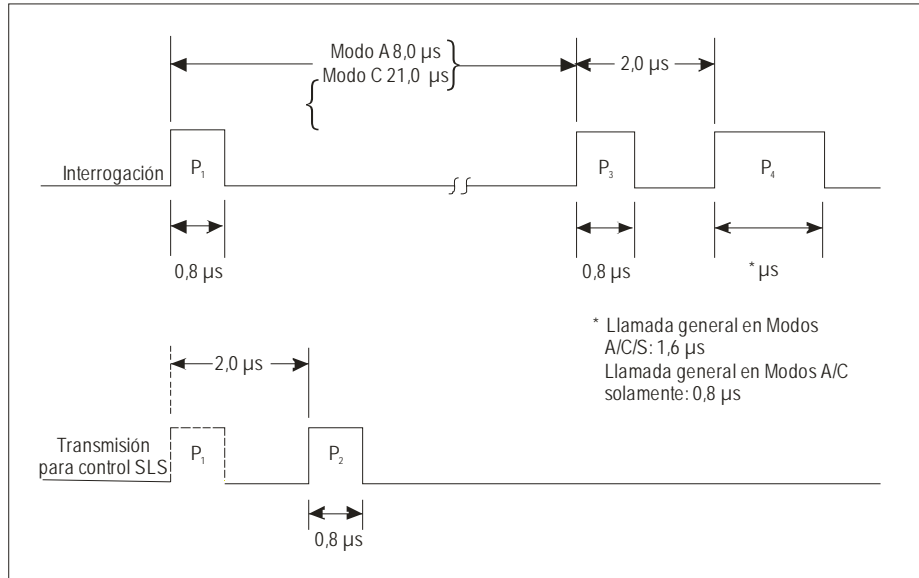 Modo A 8,0 µs
Modo C 21,0 µs
2,0 µs
Interrogación
P₁
P₃
P₄
0,8 µs
0,8 µs
* µs
* Llamada general en Modos
A/C/S: 1,6 µs
Llamada general en Modos A/C
solamente: 0,8 µs
2,0 µs
Transmisión
para control SLS
P₁
P₂
0,8 µs